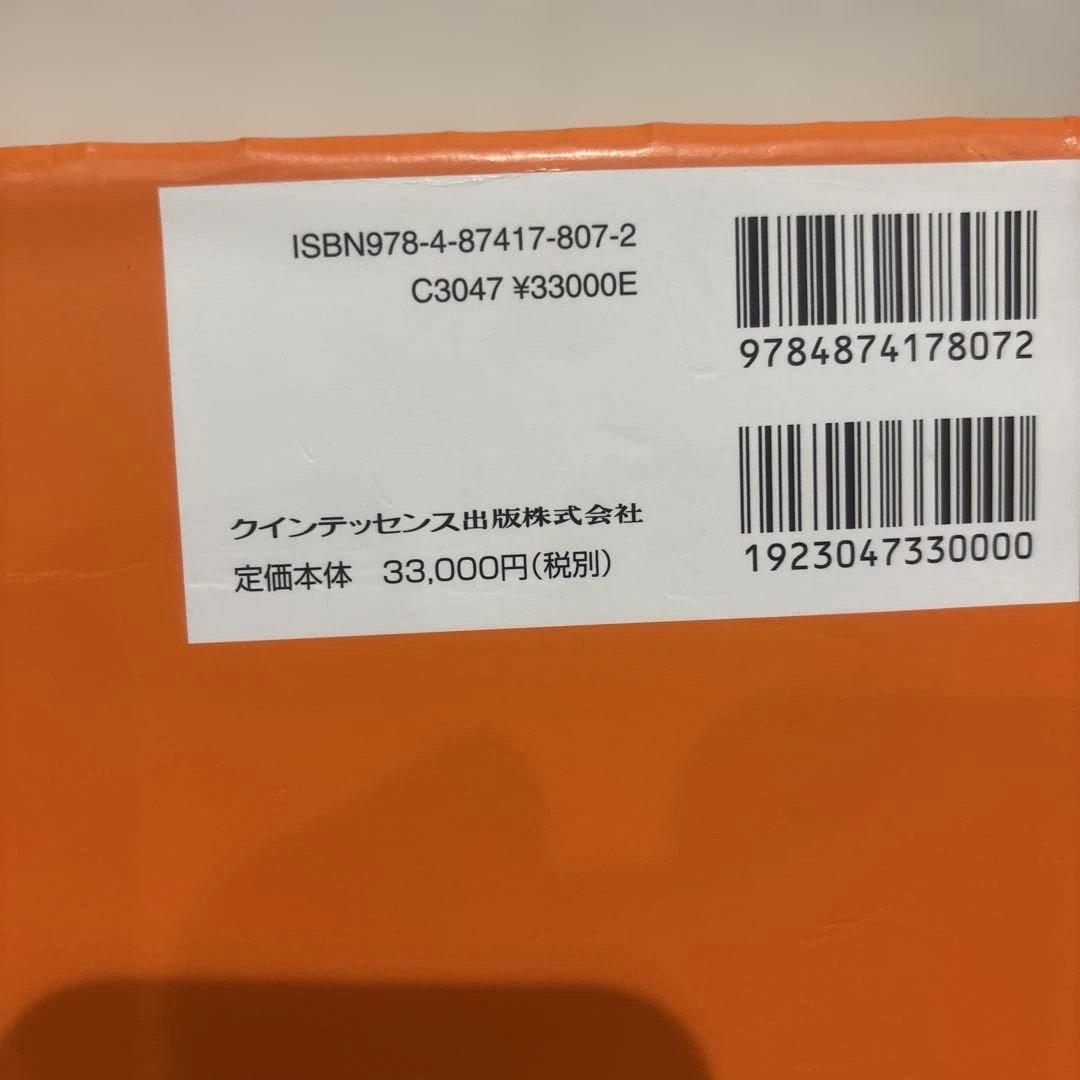 ISBN978-4-87417-807-2
C3047 ¥33000E
9784874178072
1923047330000
クインテッセンス出版株式会社
定価本体 33,000円(税別)